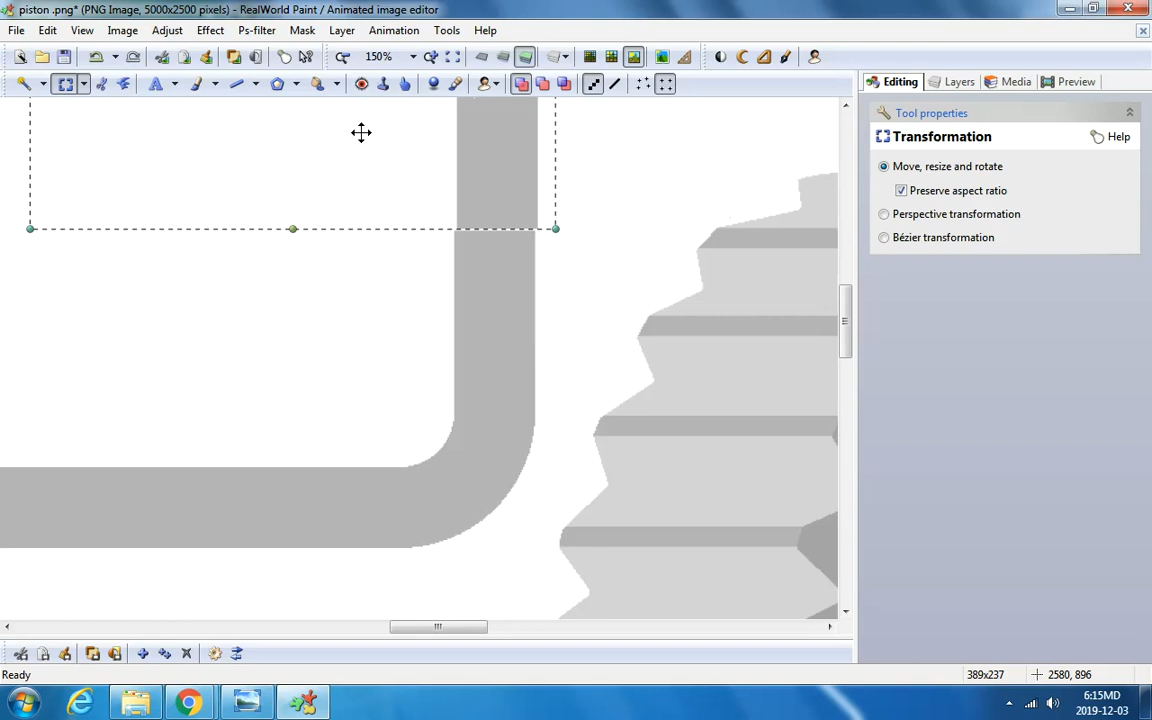 piston .png* (PNG Image, 5000x2500 pixels) - RealWorld Paint / Animated image editor
File Edit View Image Adjust Effect Ps-filter Mask Layer Animation Tools Help
150%
Editing Layers Media Preview
Tool properties
Transformation Help
Move, resize and rotate
Preserve aspect ratio
Perspective transformation
Bézier transformation
Ready 389x237 2580, 896
6:15MD
2019-12-03